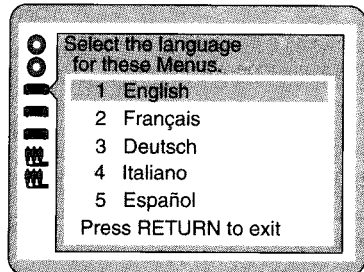 Select the language
for these Menus.
1 English
2 Français
3 Deutsch
4 Italiano
5 Español
Press RETURN to exit